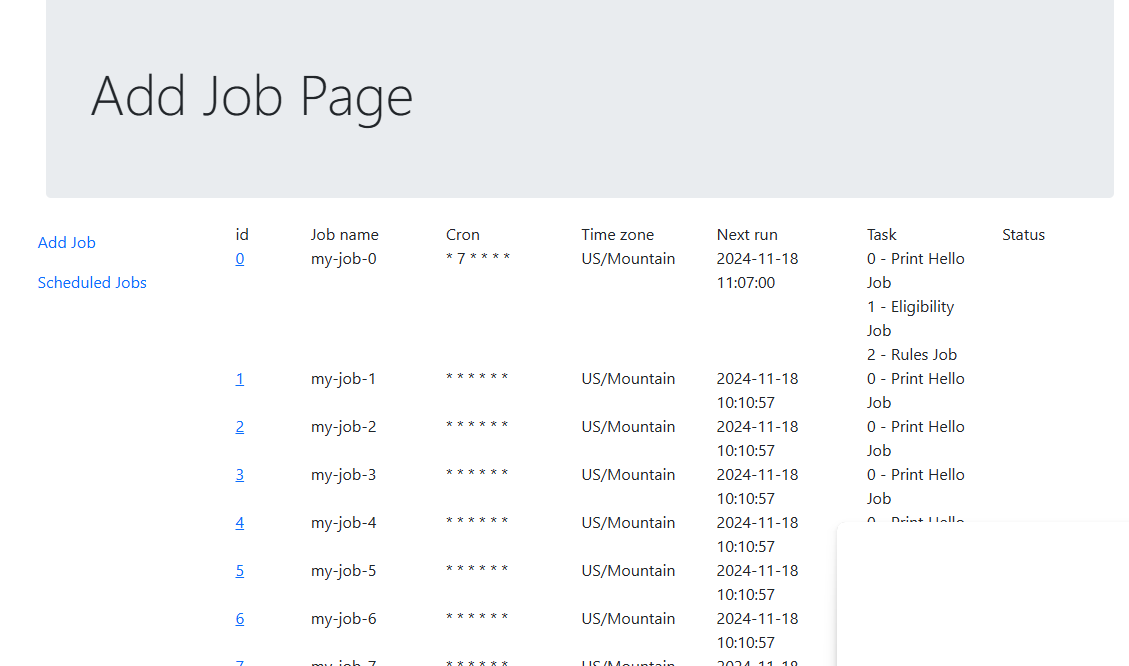 Add Job Page
Add Job
Scheduled Jobs
id Job name Cron Time zone Next run Task Status
0 my-job-0 * 7 * * * * US/Mountain 2024-11-18 0 - Print Hello
11:07:00 Job
1 - Eligibility
Job
2 - Rules Job
1 my-job-1 * * * * * * US/Mountain 2024-11-18 0 - Print Hello
10:10:57 Job
2 my-job-2 * * * * * * US/Mountain 2024-11-18 0 - Print Hello
10:10:57 Job
3 my-job-3 * * * * * * US/Mountain 2024-11-18 0 - Print Hello
10:10:57 Job
4 my-job-4 * * * * * * US/Mountain 2024-11-18 0 - Print Hello
10:10:57
5 my-job-5 * * * * * * US/Mountain 2024-11-18
10:10:57
6 my-job-6 * * * * * * US/Mountain 2024-11-18
10:10:57
7 my-job-7 * * * * * * US/Mountain 2024-11-18